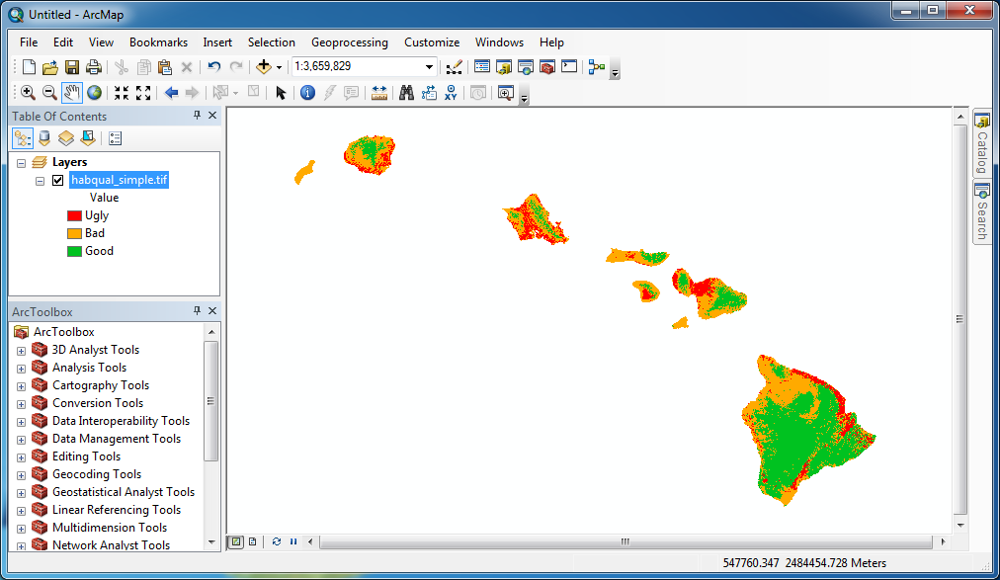 Untitled - ArcMap
File Edit View Bookmarks Insert Selection Geoprocessing Customize Windows Help
1:3,659,829
XY
Table Of Contents
Layers
habqual_simple.tif
Value
Ugly
Bad
Good
ArcToolbox
ArcToolbox
3D Analyst Tools
Analysis Tools
Cartography Tools
Conversion Tools
Data Interoperability Tools
Data Management Tools
Editing Tools
Geocoding Tools
Geostatistical Analyst Tools
Linear Referencing Tools
Multidimension Tools
Network Analyst Tools
Catalog
Search
547760.347 2484454.728 Meters